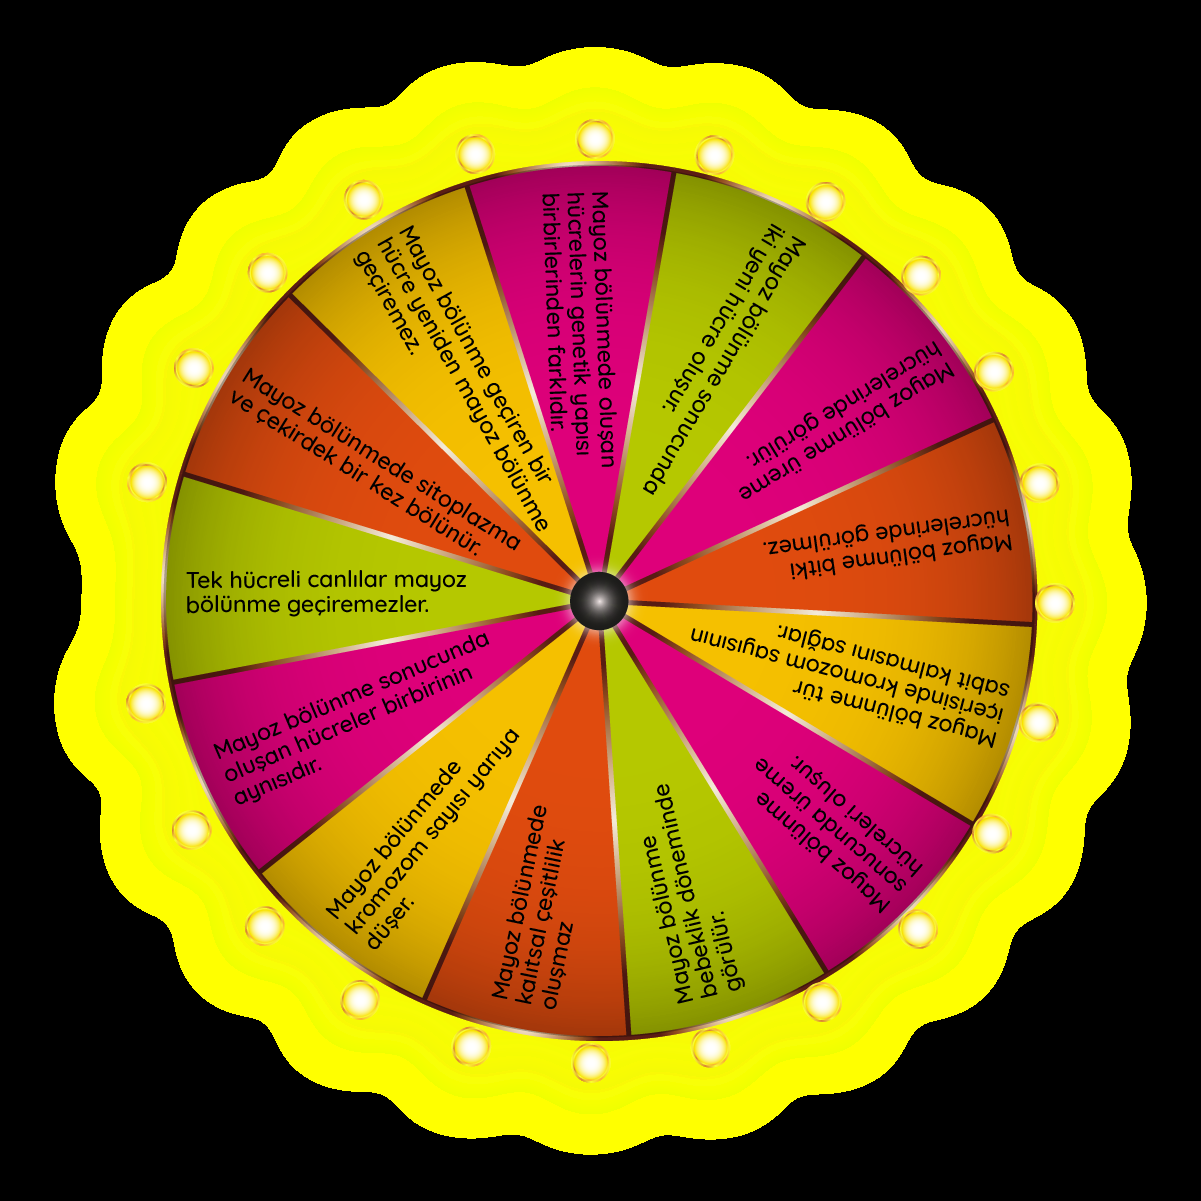 Mayoz bölünmede oluşan
hücrelerin genetik yapısı
birbirlerinden farklıdır.
Mayoz bölünme sonucunda
iki yeni hücre oluşur.
Mayoz bölünme üreme
hücrelerinde görülür.
Mayoz bölünme bitki
hücrelerinde görülmez.
Mayoz bölünme tür
içerisinde kromozom sayısının
sabit kalmasını sağlar.
Mayoz bölünme
sonucunda üreme
hücreleri oluşur.
Mayoz bölünme
bebeklik döneminde
görülür.
Mayoz bölünmede
kalıtsal çeşitlilik
oluşmaz
Mayoz bölünmede
kromozom sayısı yarıya
düşer.
Mayoz bölünme sonucunda
oluşan hücreler birbirinin
aynısıdır.
Tek hücreli canlılar mayoz
bölünme geçiremezler.
Mayoz bölünmede sitoplazma
ve çekirdek bir kez bölünür.
Mayoz bölünme geçiren bir
hücre yeniden mayoz bölünme
geçiremez.